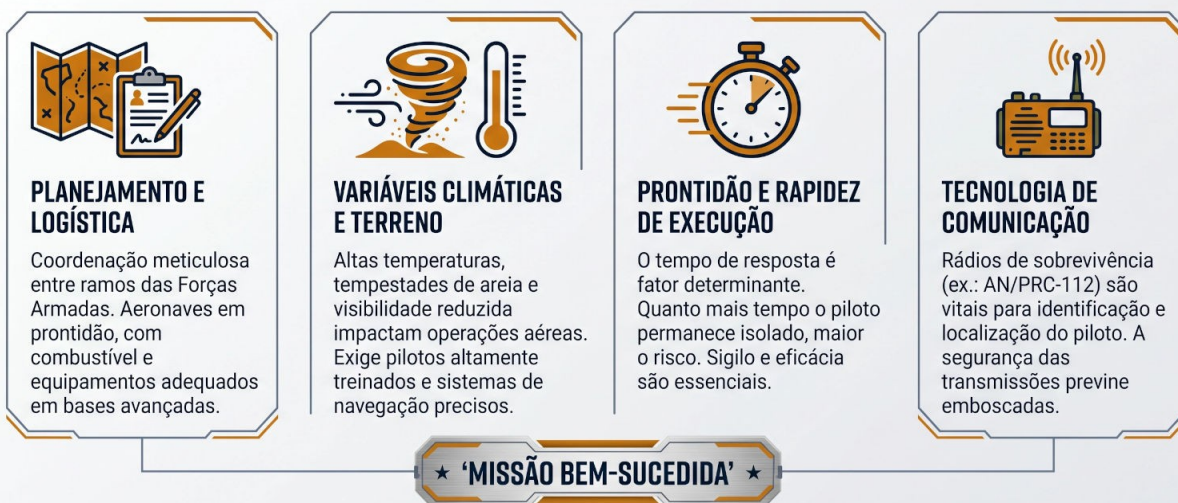 PLANEJAMENTO E
LOGÍSTICA
Coordenação meticulosa
entre ramos das Forças
Armadas. Aeronaves em
prontidão, com
combustível e
equipamentos adequados
em bases avançadas.
VARIÁVEIS CLIMÁTICAS
E TERRENO
Altas temperaturas,
tempestades de areia e
visibilidade reduzida
impactam operações aéreas.
Exige pilotos altamente
treinados e sistemas de
navegação precisos.
PRONTIDÃO E RAPIDEZ
DE EXECUÇÃO
O tempo de resposta é
fator determinante.
Quanto mais tempo o piloto
permanece isolado, maior
o risco. Sigilo e eficácia
são essenciais.
TECNOLOGIA DE
COMUNICAÇÃO
Rádios de sobrevivência
(ex.: AN/PRC-112) são
vitais para identificação e
localização do piloto. A
segurança das
transmissões previne
emboscadas.
★ ‘MISSÃO BEM-SUCEDIDA’ ★